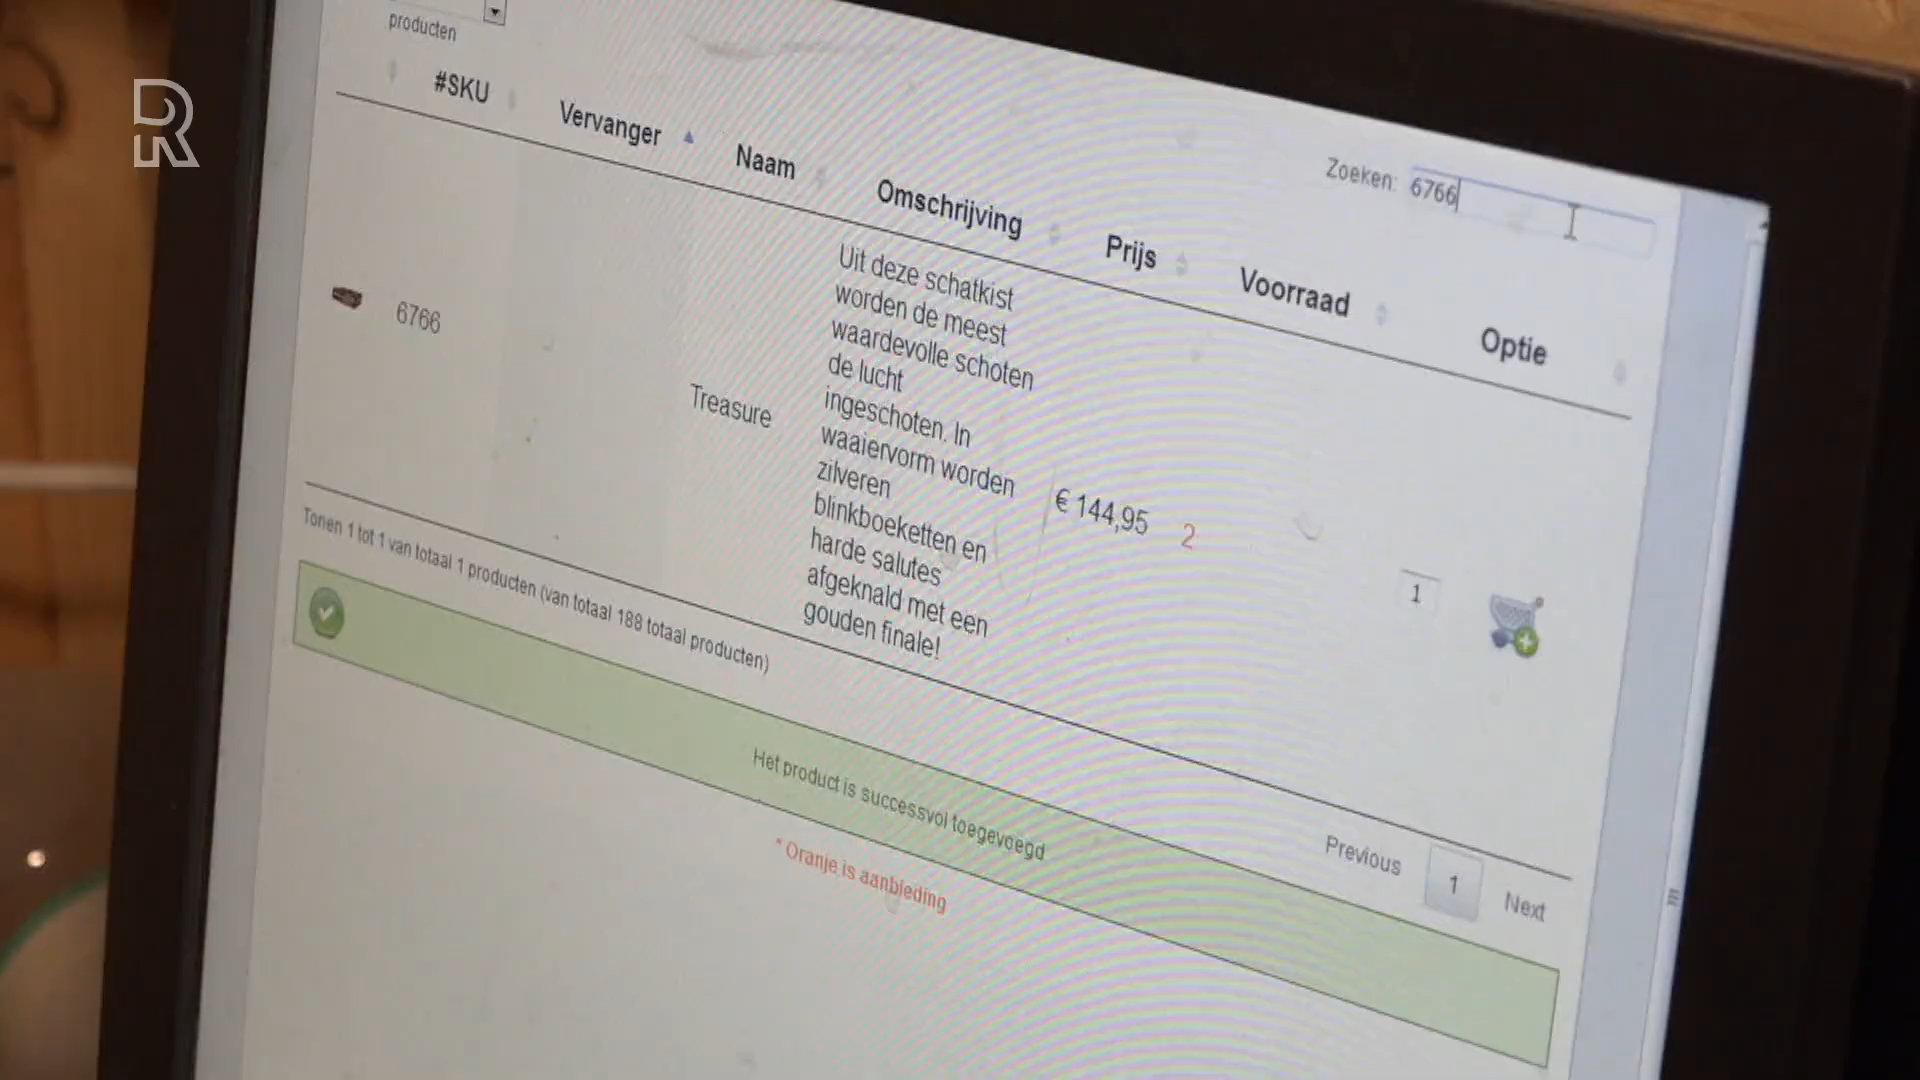 producten
#SKU Vervanger Naam Omschrijving Prijs Voorraad Optie
Zoeken: 6766
6766
Treasure
Uit deze schatkist
worden de meest
waardevolle schoten
de lucht
ingeschoten. In
waaiervorm worden
zilveren
blinkboeketten en
harde salutes
afgeknald met een
gouden finale!
€ 144,95
2
1
Tonen 1 tot 1 van totaal 1 producten (van totaal 188 totaal producten)
Previous 1 Next
Het product is successvol toegevoegd
* Oranje is aanbieding
R